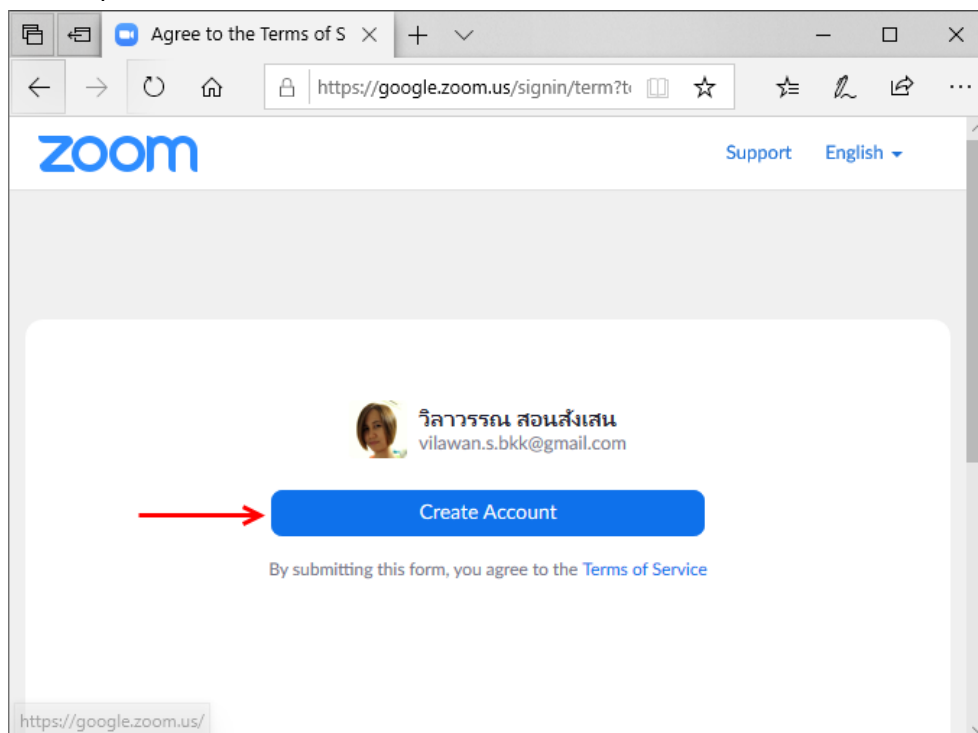 Agree to the Terms of S
https://google.zoom.us/signin/term?t
zoom
Support English
วิลาวรรณ สอนสังเสน
vilawan.s.bkk@gmail.com
Create Account
By submitting this form, you agree to the Terms of Service
https://google.zoom.us/